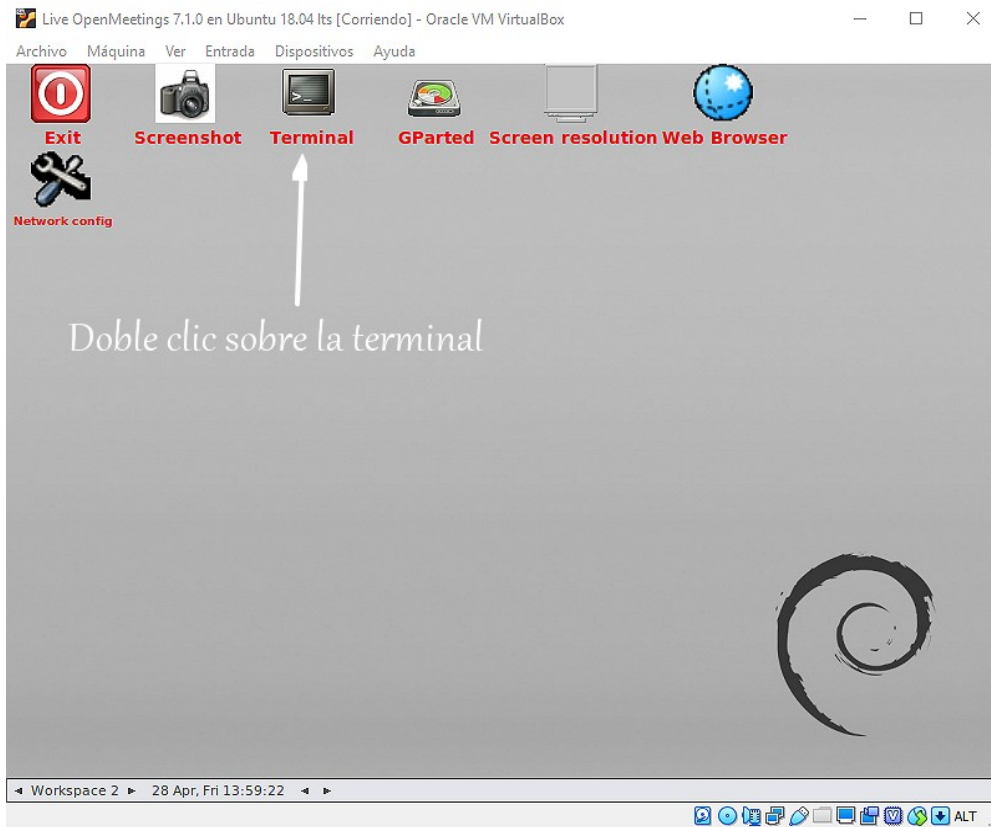 Live OpenMeetings 7.1.0 en Ubuntu 18.04 lts [Corriendo] - Oracle VM VirtualBox
Archivo Máquina Ver Entrada Dispositivos Ayuda
Exit Screenshot Terminal GParted Screen resolution Web Browser
Network config
Doble clic sobre la terminal
Workspace 2 28 Apr, Fri 13:59:22
ALT